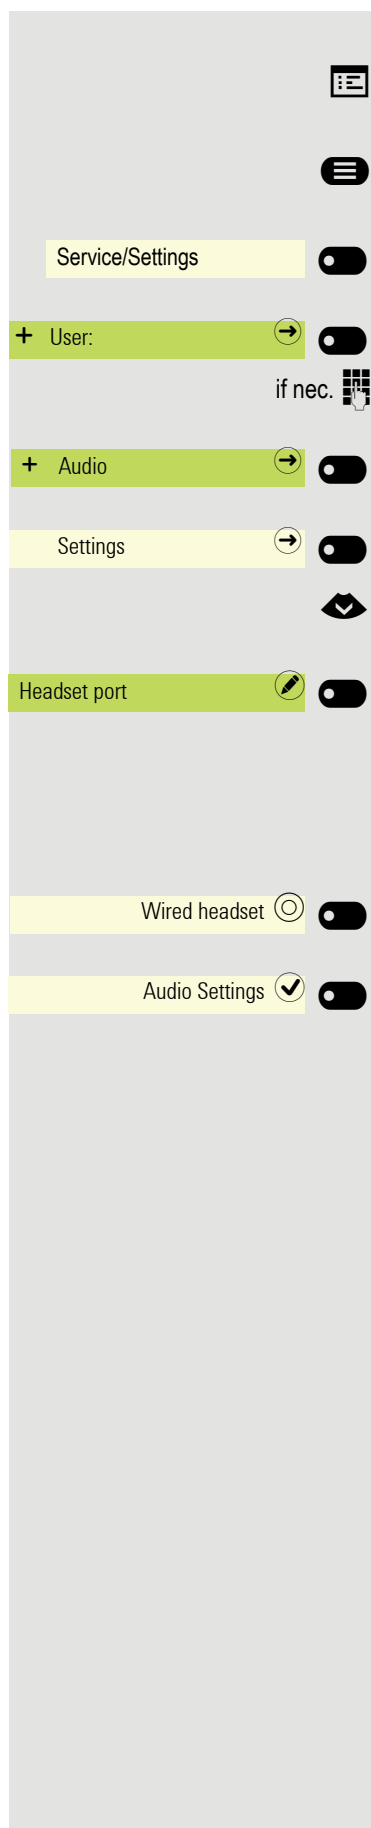 Service/Settings
+ User:
if nec.
+ Audio
Settings
Headset port
Wired headset
Audio Settings